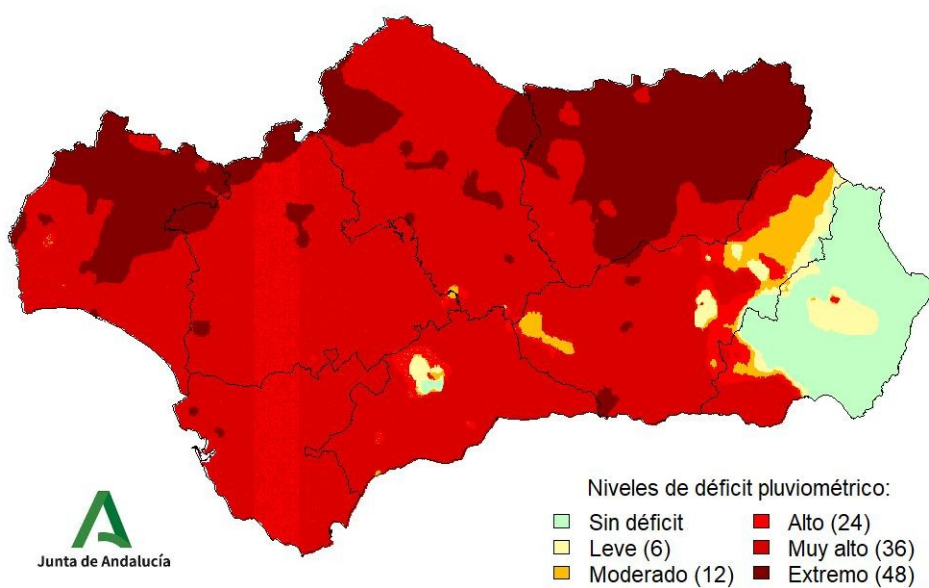 Niveles de déficit pluviométrico:
Sin déficit
Alto (24)
Leve (6)
Muy alto (36)
Moderado (12)
Extremo (48)
Junta de Andalucía